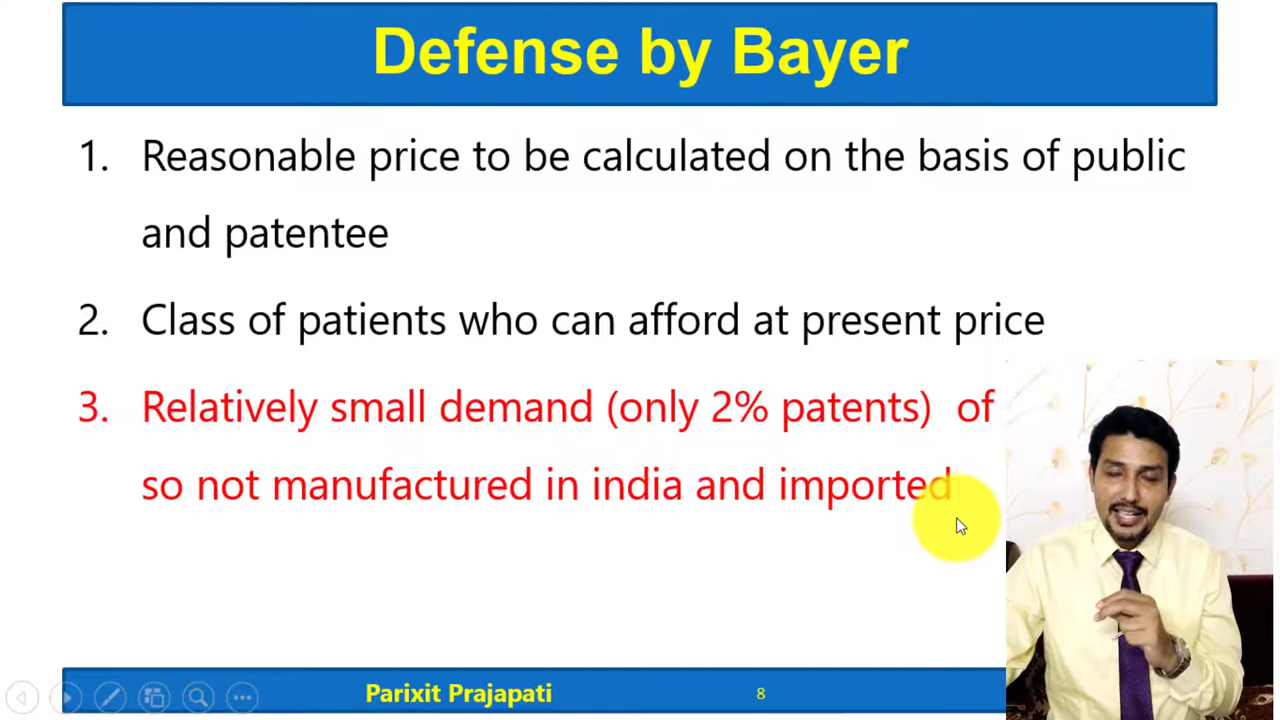 Defense by Bayer
1. Reasonable price to be calculated on the basis of public
and patentee
2. Class of patients who can afford at present price
3. Relatively small demand (only 2% patents) of
so not manufactured in india and imported
Parixit Prajapati 8